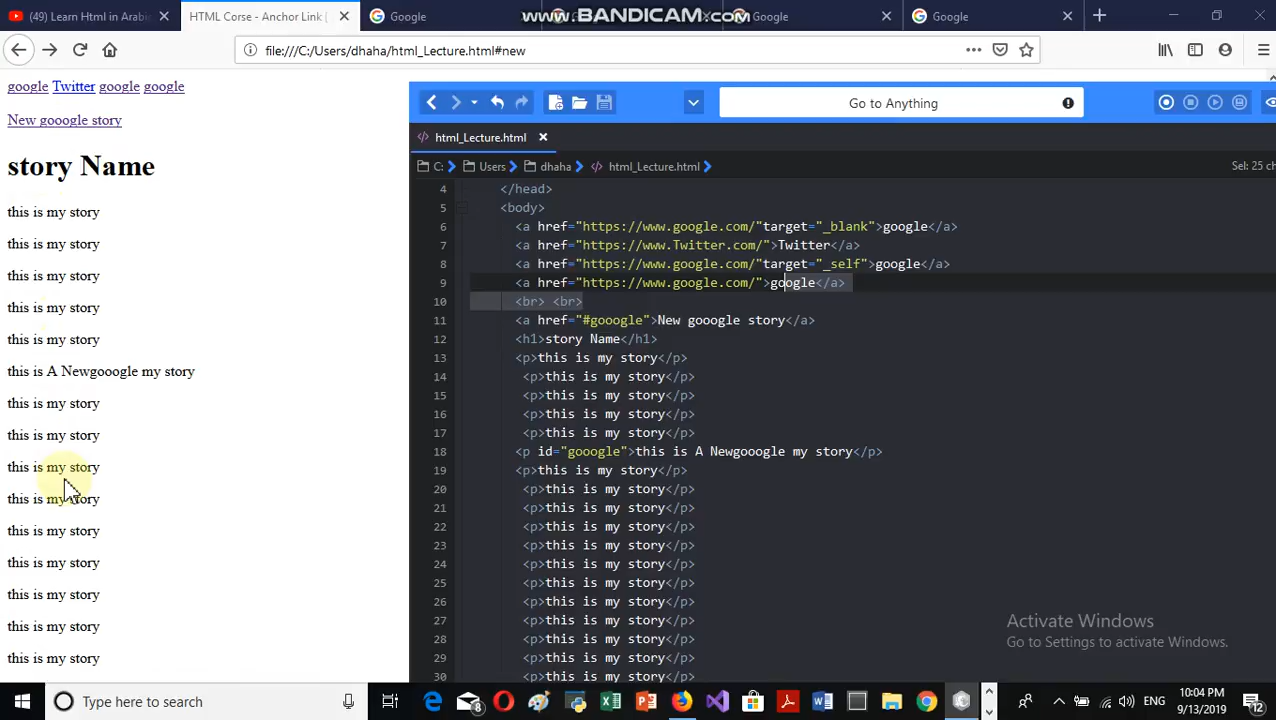 (49) Learn Html in Arabic
HTML Corse - Anchor Link (
Google
Google
Google
www.BANDICAM.com
file:///C:/Users/dhaha/html_Lecture.html#new
google Twitter google google
New gooogle story
story Name
this is my story
this is my story
this is my story
this is my story
this is my story
this is A Newgooogle my story
this is my story
this is my story
this is my story
this is my story
this is my story
this is my story
this is my story
this is my story
this is my story
Go to Anything
html_Lecture.html
C: Users dhaha html_Lecture.html
Sel: 25 ch
4 </head>
5 <body>
6 <a href="https://www.google.com/"target="_blank">google</a>
7 <a href="https://www.Twitter.com/">Twitter</a>
8 <a href="https://www.google.com/"target="_self">google</a>
9 <a href="https://www.google.com/">google</a>
10 <br> <br>
11 <a href="#gooogle">New gooogle story</a>
12 <h1>story Name</h1>
13 <p>this is my story</p>
14 <p>this is my story</p>
15 <p>this is my story</p>
16 <p>this is my story</p>
17 <p>this is my story</p>
18 <p id="gooogle">this is A Newgooogle my story</p>
19 <p>this is my story</p>
20 <p>this is my story</p>
21 <p>this is my story</p>
22 <p>this is my story</p>
23 <p>this is my story</p>
24 <p>this is my story</p>
25 <p>this is my story</p>
26 <p>this is my story</p>
27 <p>this is my story</p>
28 <p>this is my story</p>
29 <p>this is my story</p>
30 <p>this is my story</p>
Activate Windows
Go to Settings to activate Windows.
Type here to search
8
ENG
10:04 PM
9/13/2019
12